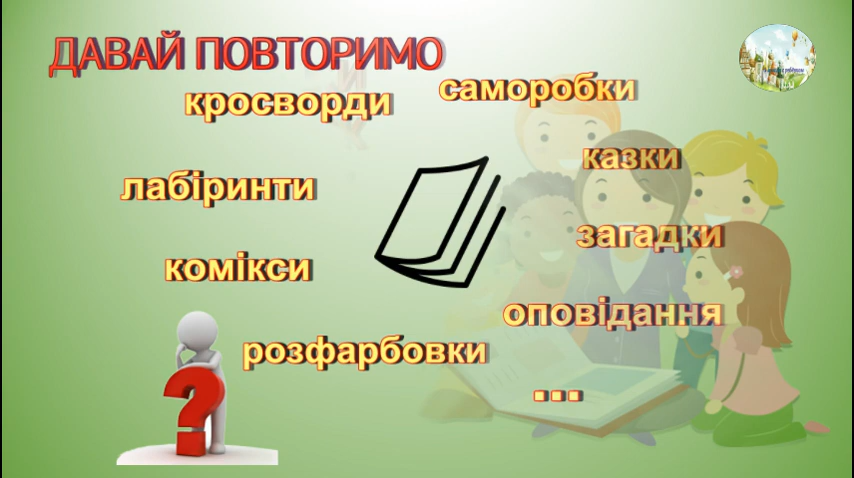 ДАВАЙ ПОВТОРИМО
кросворди
саморобки
лабіринти
казки
загадки
комікси
оповідання
розфарбовки
...
?